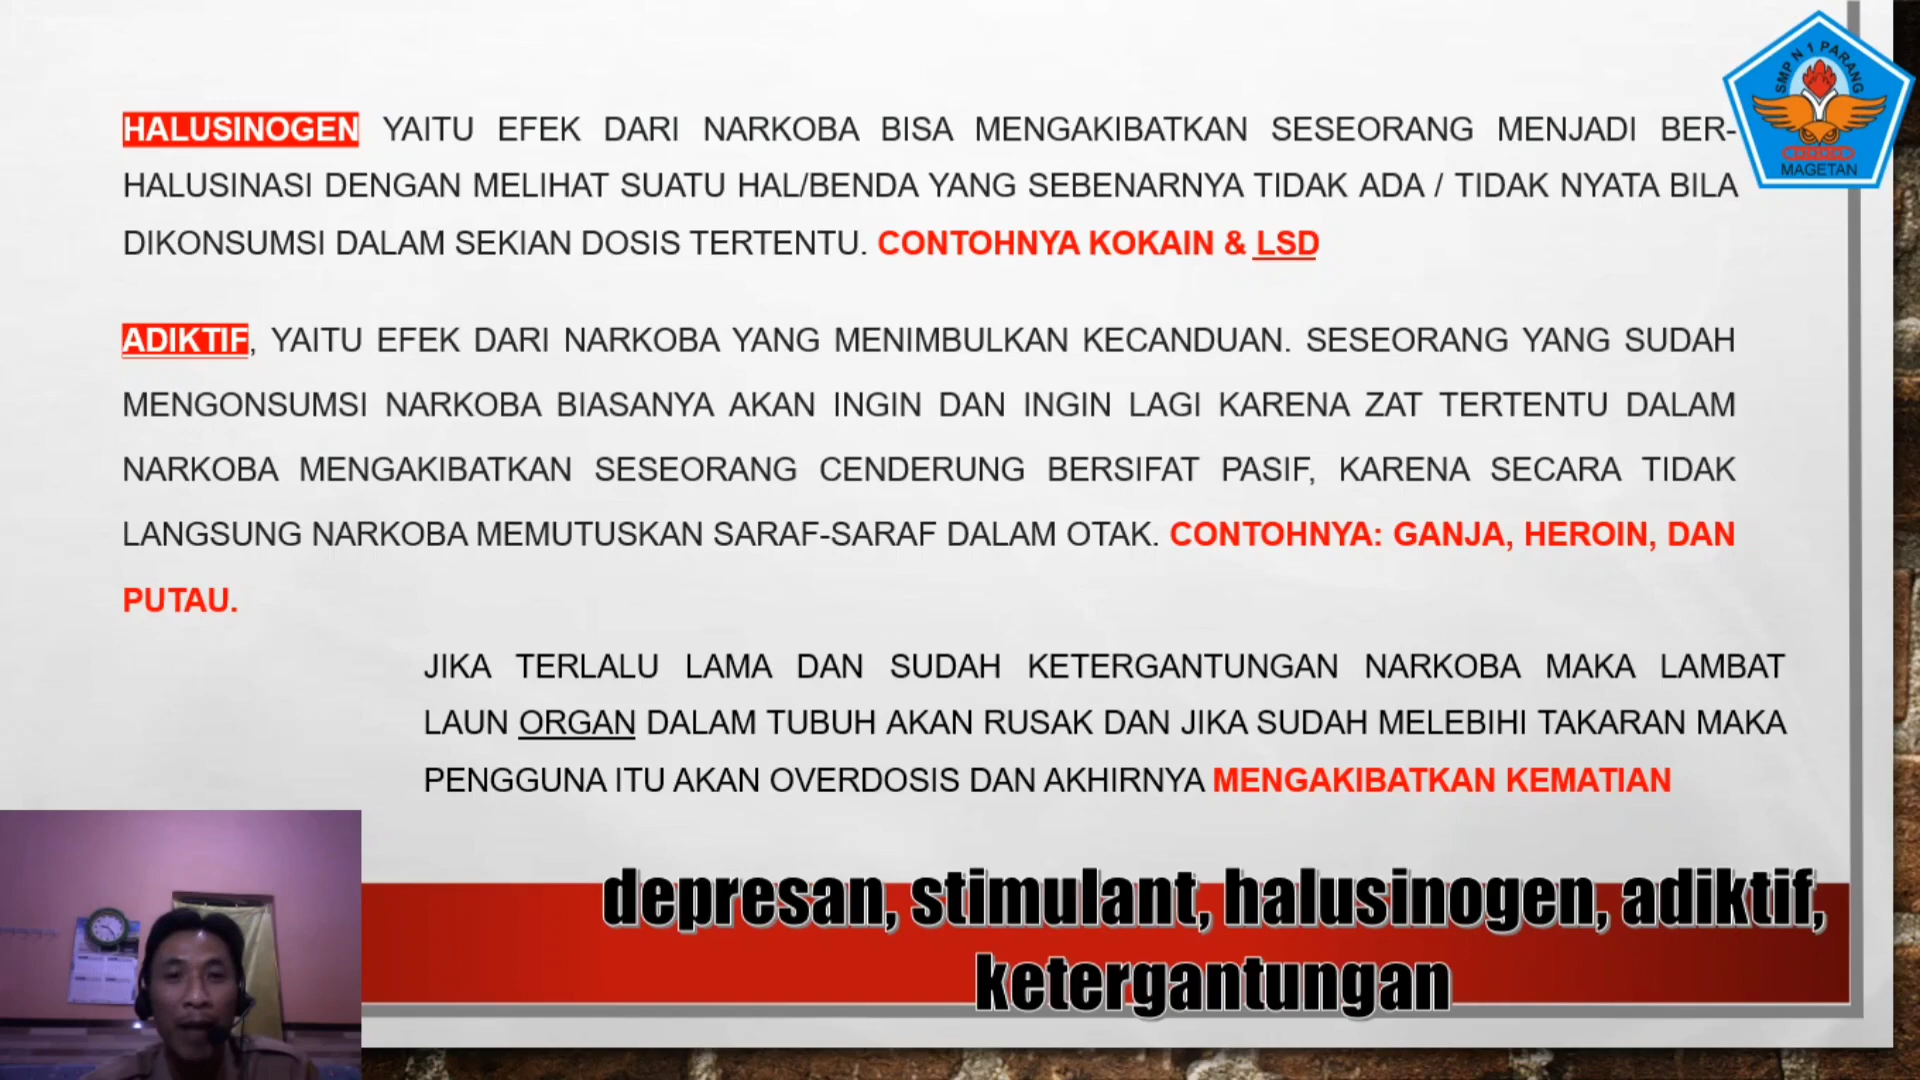 HALUSINOGEN YAITU EFEK DARI NARKOBA BISA MENGAKIBATKAN SESEORANG MENJADI BER-
HALUSINASI DENGAN MELIHAT SUATU HAL/BENDA YANG SEBENARNYA TIDAK ADA / TIDAK NYATA BILA
DIKONSUMSI DALAM SEKIAN DOSIS TERTENTU. CONTOHNYA KOKAIN & LSD
ADIKTIF, YAITU EFEK DARI NARKOBA YANG MENIMBULKAN KECANDUAN. SESEORANG YANG SUDAH
MENGONSUMSI NARKOBA BIASANYA AKAN INGIN DAN INGIN LAGI KARENA ZAT TERTENTU DALAM
NARKOBA MENGAKIBATKAN SESEORANG CENDERUNG BERSIFAT PASIF, KARENA SECARA TIDAK
LANGSUNG NARKOBA MEMUTUSKAN SARAF-SARAF DALAM OTAK. CONTOHNYA: GANJA, HEROIN, DAN
PUTAU.
JIKA TERLALU LAMA DAN SUDAH KETERGANTUNGAN NARKOBA MAKA LAMBAT
LAUN ORGAN DALAM TUBUH AKAN RUSAK DAN JIKA SUDAH MELEBIHI TAKARAN MAKA
PENGGUNA ITU AKAN OVERDOSIS DAN AKHIRNYA MENGAKIBATKAN KEMATIAN
depresan, stimulant, halusinogen, adiktif,
ketergantungan
SMP N 1 PARANG
MAGETAN